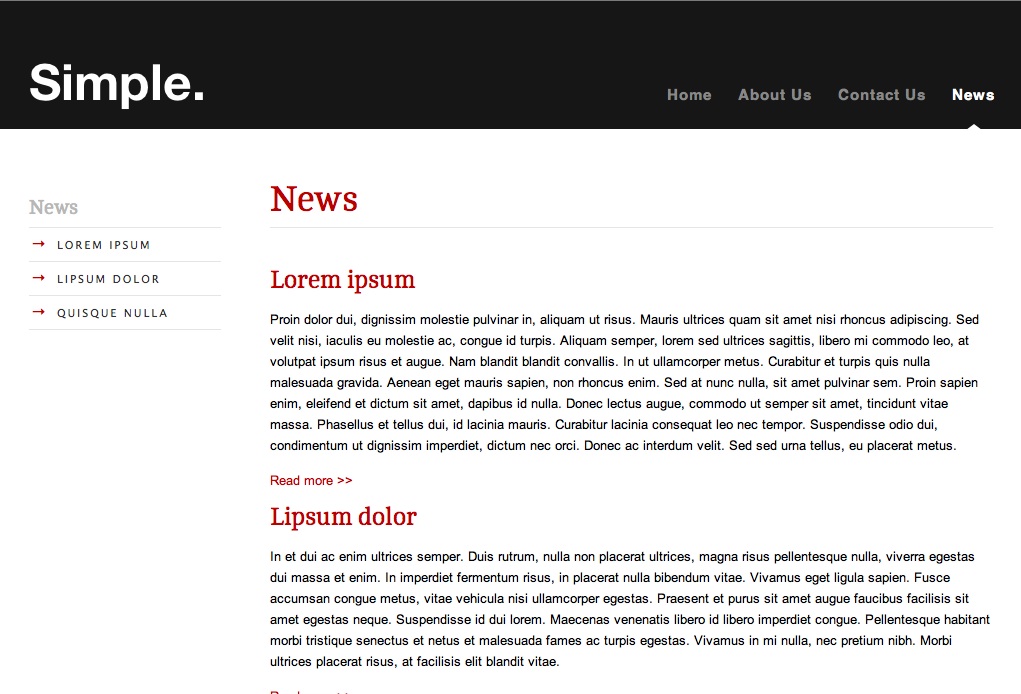 Simple.
Home About Us Contact Us News
News
→ LOREM IPSUM
→ LIPSUM DOLOR
→ QUISQUE NULLA
News
Lorem ipsum
Proin dolor dui, dignissim molestie pulvinar in, aliquam ut risus. Mauris ultrices quam sit amet nisi rhoncus adipiscing. Sed
velit nisi, iaculis eu molestie ac, congue id turpis. Aliquam semper, lorem sed ultrices sagittis, libero mi commodo leo, at
volutpat ipsum risus et augue. Nam blandit blandit convallis. In ut ullamcorper metus. Curabitur et turpis quis nulla
malesuada gravida. Aenean eget mauris sapien, non rhoncus enim. Sed at nunc nulla, sit amet pulvinar sem. Proin sapien
enim, eleifend et dictum sit amet, dapibus id nulla. Donec lectus augue, commodo ut semper sit amet, tincidunt vitae
massa. Phasellus et tellus dui, id lacinia mauris. Curabitur lacinia consequat leo nec tempor. Suspendisse odio dui,
condimentum ut dignissim imperdiet, dictum nec orci. Donec ac interdum velit. Sed sed urna tellus, eu placerat metus.
Read more >>
Lipsum dolor
In et dui ac enim ultrices semper. Duis rutrum, nulla non placerat ultrices, magna risus pellentesque nulla, viverra egestas
dui massa et enim. In imperdiet fermentum risus, in placerat nulla bibendum vitae. Vivamus eget ligula sapien. Fusce
accumsan congue metus, vitae vehicula nisi ullamcorper egestas. Praesent et purus sit amet augue faucibus facilisis sit
amet egestas neque. Suspendisse id dui lorem. Maecenas venenatis libero id libero imperdiet congue. Pellentesque habitant
morbi tristique senectus et netus et malesuada fames ac turpis egestas. Vivamus in mi nulla, nec pretium nibh. Morbi
ultrices placerat risus, at facilisis elit blandit vitae.